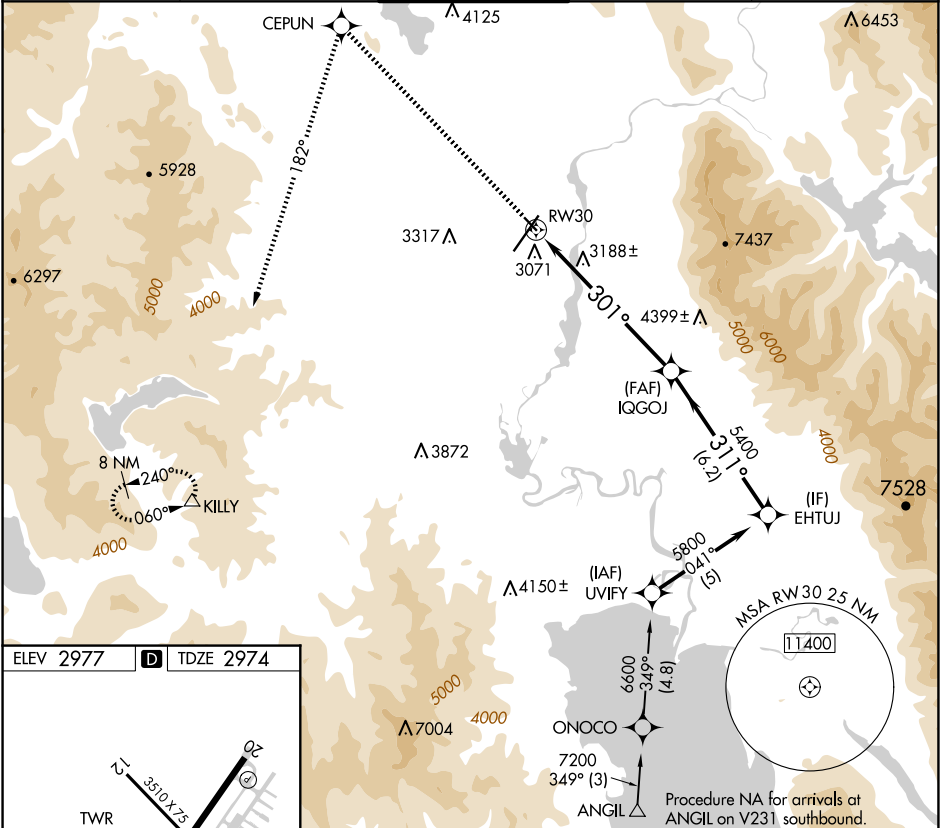 CEPUN
4125
6453
182°
5928
RW30
3317
3071
3188±
7437
6297
301°
4399±
5000
4000
5000
6000
(FAF)
IQGOJ
5400
311°
(6.2)
4000
3872
8 NM
240°
060°
KILLY
4000
7528
(IF)
EHTUJ
5800
041°
(5)
(IAF)
UVIFY
4150±
MSA RW30 25 NM
11400
ELEV 2977
D
TDZE 2974
6600
349°
(4.8)
5000
4000
7004
ONOCO
7200
349° (3)
ANGIL
Procedure NA for arrivals at
ANGIL on V231 southbound.
20
P
12
3510 X 75
TWR